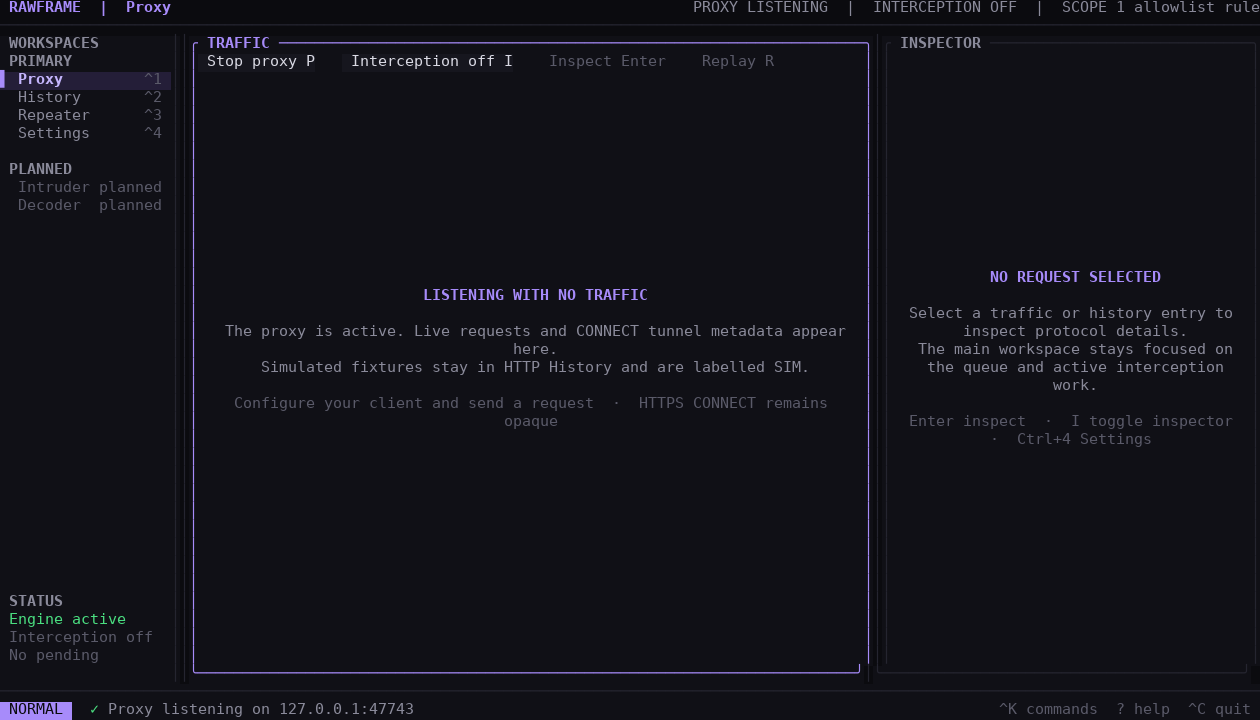 RAWFRAME | Proxy
PROXY LISTENING | INTERCEPTION OFF | SCOPE 1 allowlist rule
WORKSPACES
PRIMARY
Proxy ^1
History ^2
Repeater ^3
Settings ^4
PLANNED
Intruder planned
Decoder planned
STATUS
Engine active
Interception off
No pending
TRAFFIC
Stop proxy P Interception off I Inspect Enter Replay R
LISTENING WITH NO TRAFFIC
The proxy is active. Live requests and CONNECT tunnel metadata appear
here.
Simulated fixtures stay in HTTP History and are labelled SIM.
Configure your client and send a request · HTTPS CONNECT remains
opaque
INSPECTOR
NO REQUEST SELECTED
Select a traffic or history entry to
inspect protocol details.
The main workspace stays focused on
the queue and active interception
work.
Enter inspect · I toggle inspector
· Ctrl+4 Settings
NORMAL ✓ Proxy listening on 127.0.0.1:47743
^K commands ? help ^C quit